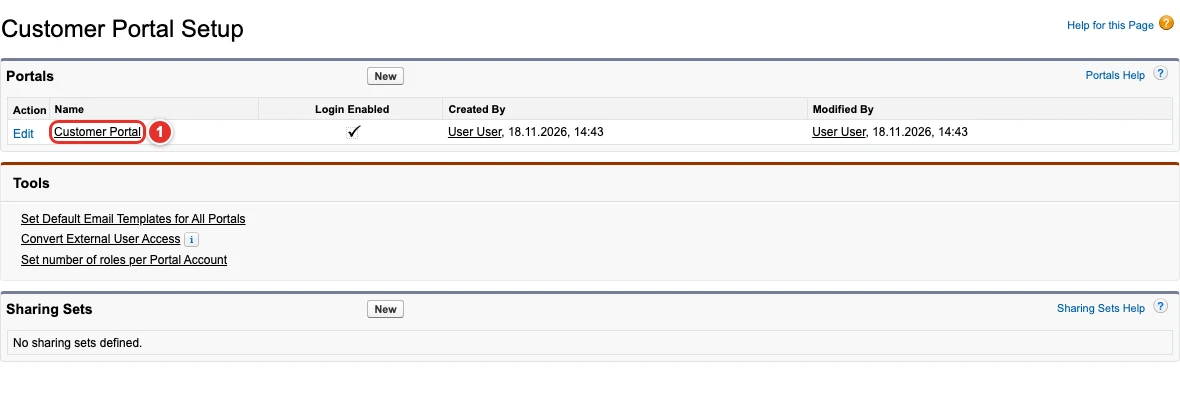 Customer Portal Setup
Help for this Page ?
Portals New Portals Help ?
Action Name Login Enabled Created By Modified By
Edit Customer Portal 1 User User, 18.11.2026, 14:43 User User, 18.11.2026, 14:43
Tools
Set Default Email Templates for All Portals
Convert External User Access i
Set number of roles per Portal Account
Sharing Sets New Sharing Sets Help ?
No sharing sets defined.